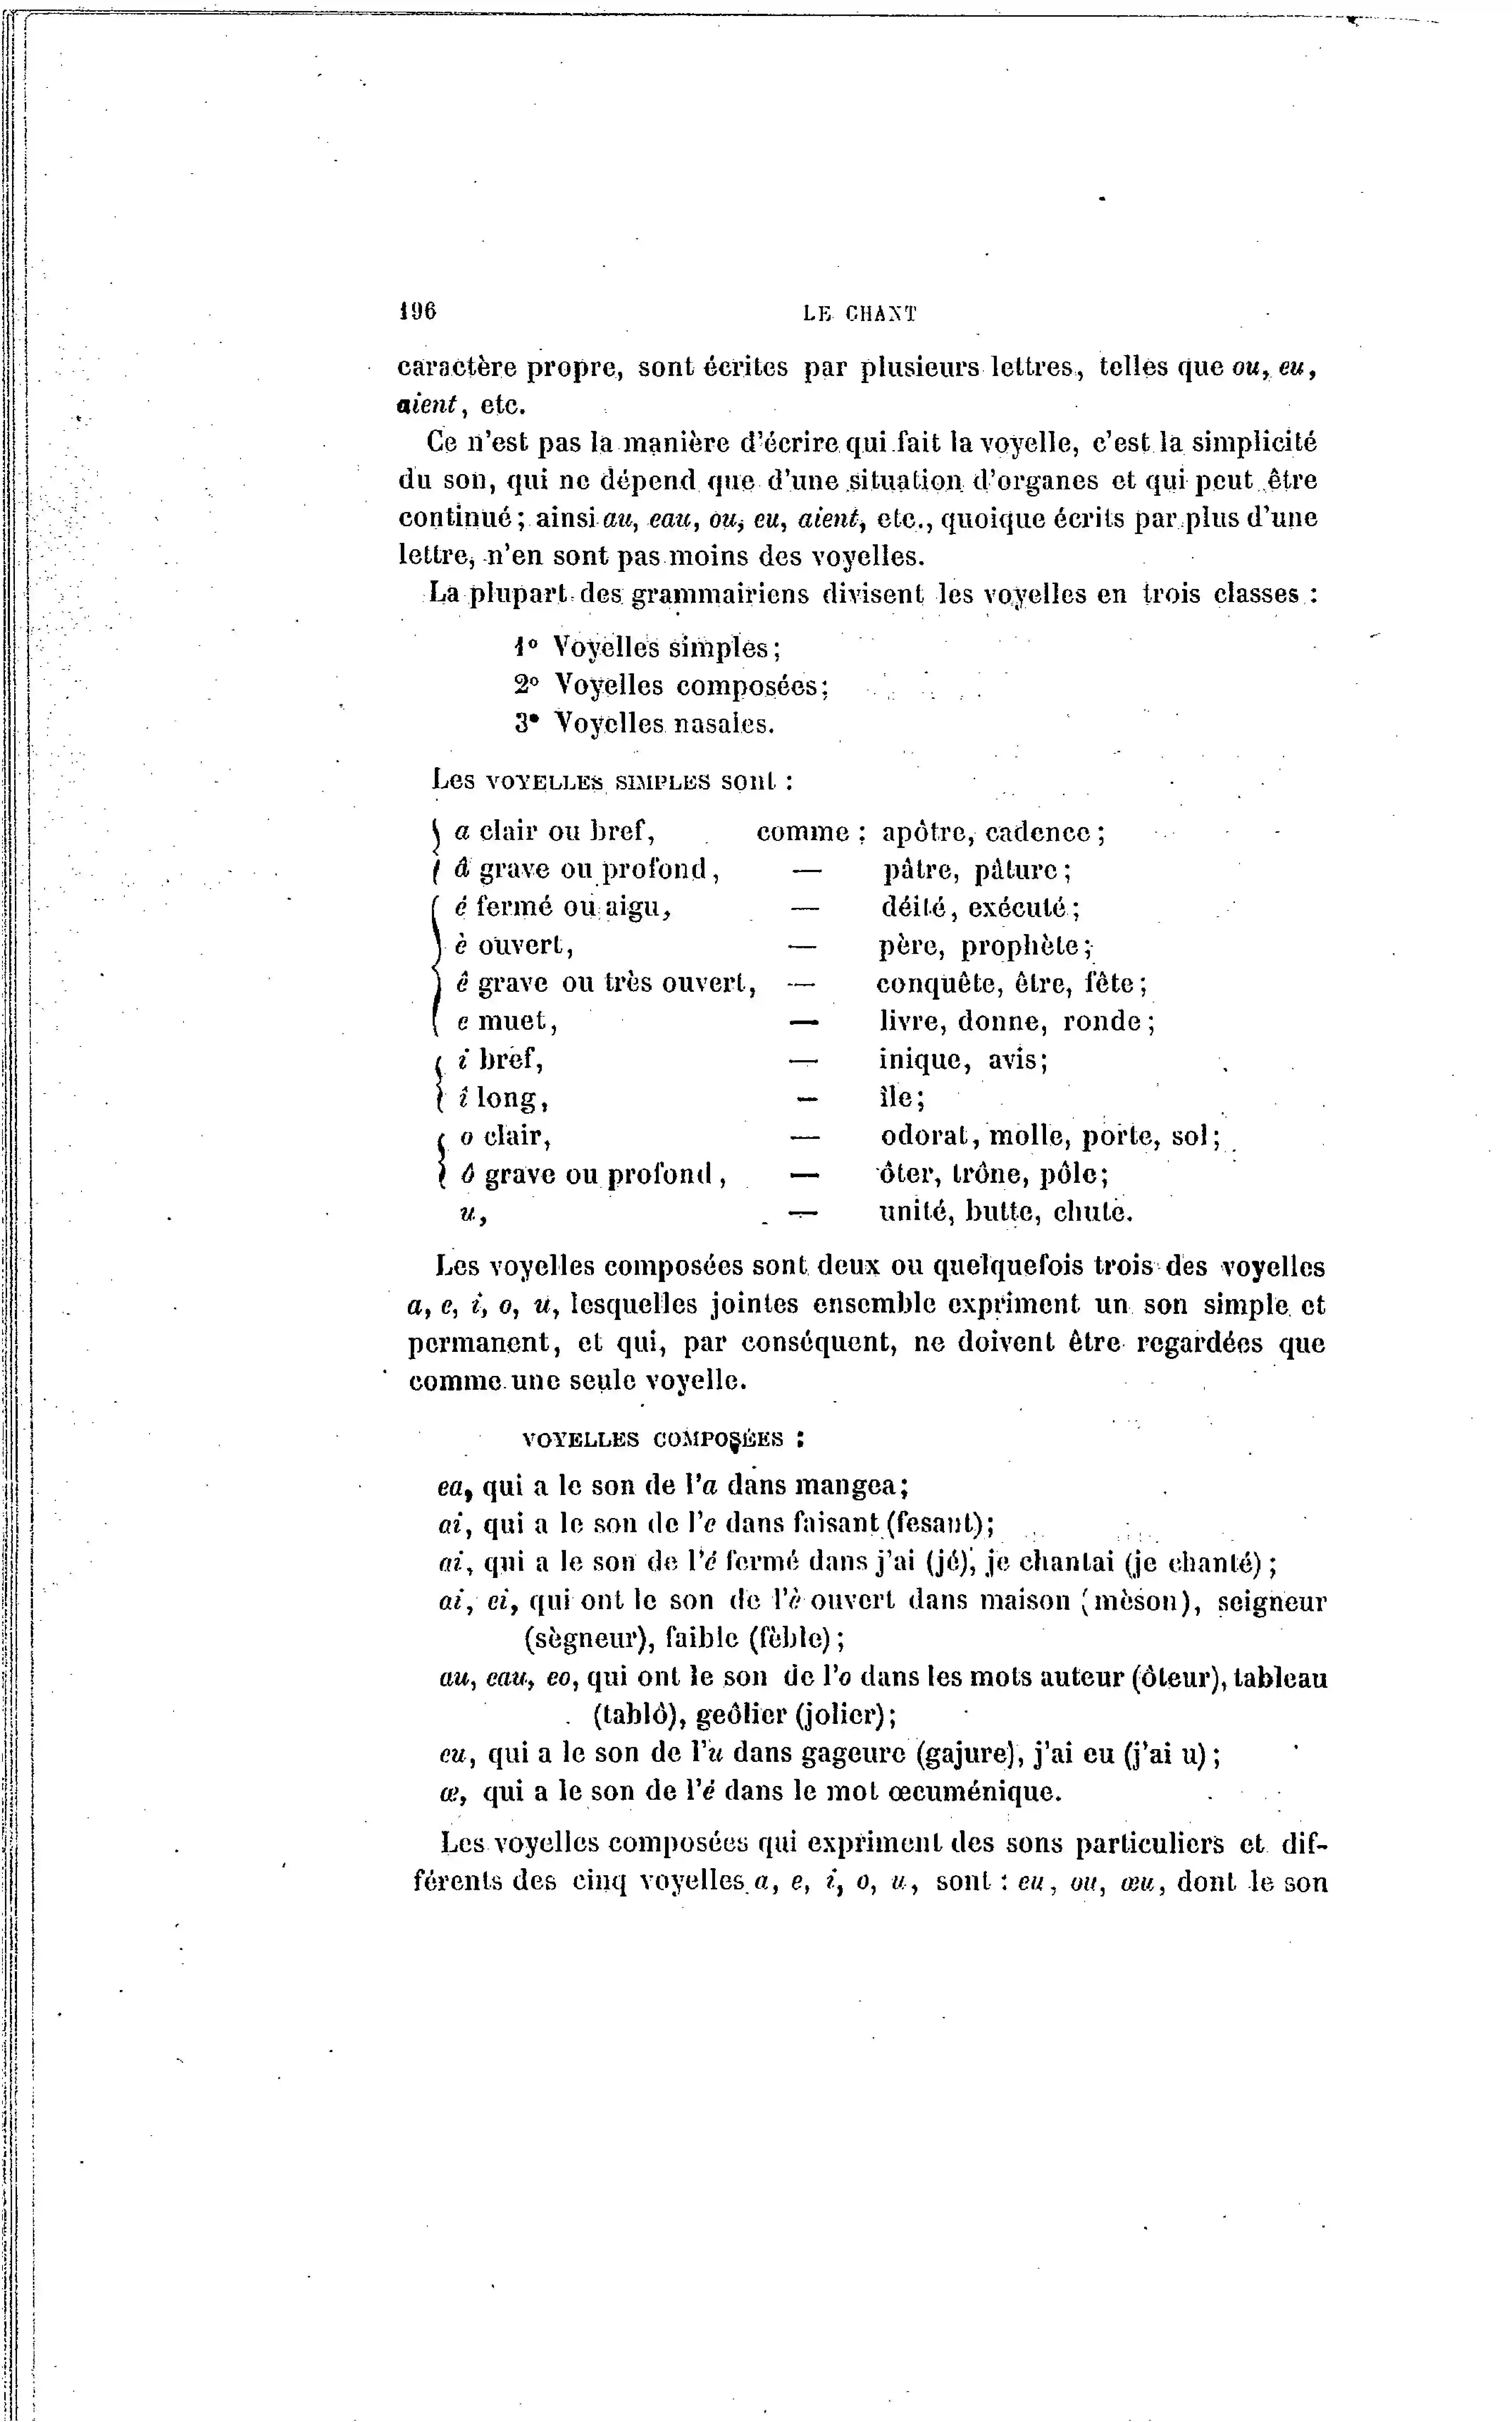 196 LE CHANT
caractère propre, sont écrites par plusieurs lettres, telles que ou, eu,
aient, etc.
Ce n'est pas la manière d'écrire qui fait la voyelle, c'est la simplicité
du son, qui ne dépend que d'une situation d'organes et qui peut être
continué; ainsi au, eau, ou, eu, aient, etc., quoique écrits par plus d'une
lettre, n'en sont pas moins des voyelles.
La plupart des grammairiens divisent les voyelles en trois classes :
1º Voyelles simples;
2º Voyelles composées;
3º Voyelles nasales.
Les VOYELLES SIMPLES sont :
a clair ou bref, comme : apôtre, cadence;
â grave ou profond, — pâtre, pâture;
é fermé ou aigu, — déité, exécuté;
è ouvert, — père, prophète;
ê grave ou très ouvert, — conquête, être, fête;
e muet, — livre, donne, ronde;
i bref, — inique, avis;
î long, — île;
o clair, — odorat, molle, porte, sol;
ô grave ou profond, — ôter, trône, pôle;
u, — unité, butte, chute.
Les voyelles composées sont deux ou quelquefois trois des voyelles
a, e, i, o, u, lesquelles jointes ensemble expriment un son simple et
permanent, et qui, par conséquent, ne doivent être regardées que
comme une seule voyelle.
VOYELLES COMPOSÉES :
ea, qui a le son de l'a dans mangea;
ai, qui a le son de l'e dans faisant (fesant);
ai, qui a le son de l'é fermé dans j'ai (jé), je chantai (je chanté);
ai, ei, qui ont le son de l'è ouvert dans maison (mèson), seigneur
(sègneur), faible (fèble);
au, eau, eo, qui ont le son de l'o dans les mots auteur (ôteur), tableau
(tablô), geôlier (jolier);
eu, qui a le son de l'u dans gageure (gajure), j'ai eu (j'ai u);
œ, qui a le son de l'é dans le mot œcuménique.
Les voyelles composées qui expriment des sons particuliers et dif-
férents des cinq voyelles a, e, i, o, u, sont : eu, ou, œu, dont le son